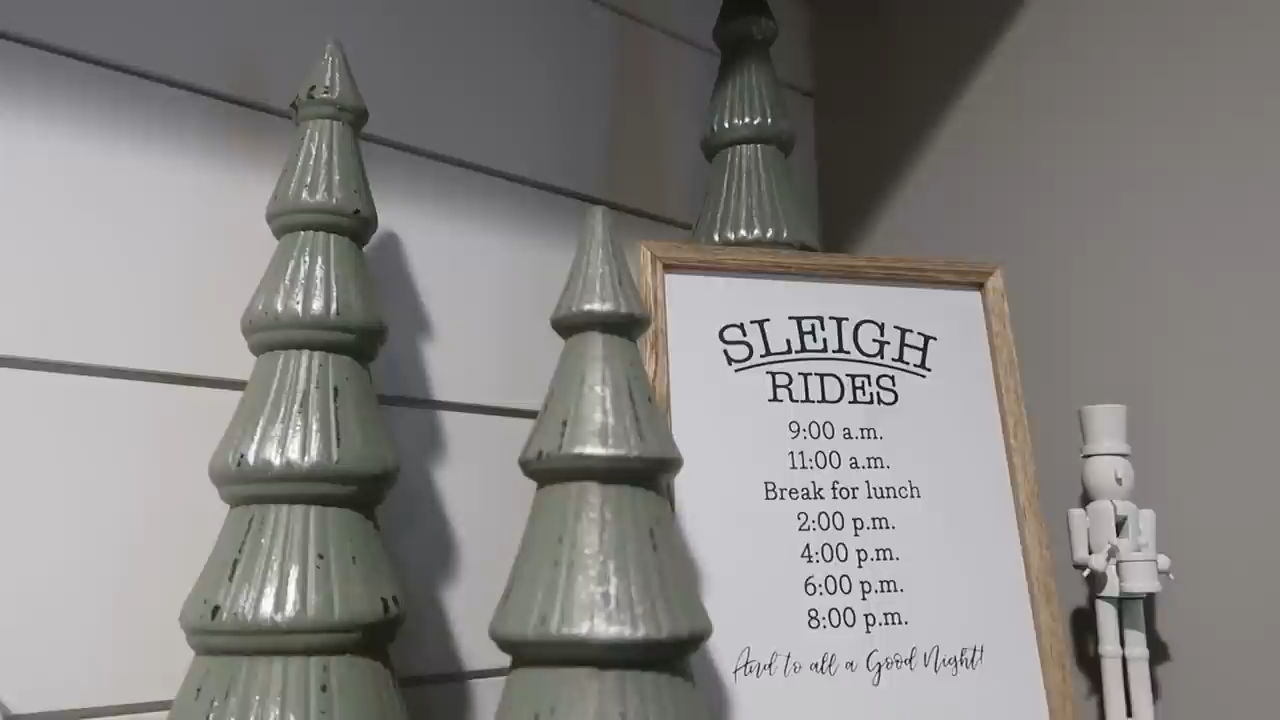 SLEIGH
RIDES
9:00 a.m.
11:00 a.m.
Break for lunch
2:00 p.m.
4:00 p.m.
6:00 p.m.
8:00 p.m.
And to all a Good Night!